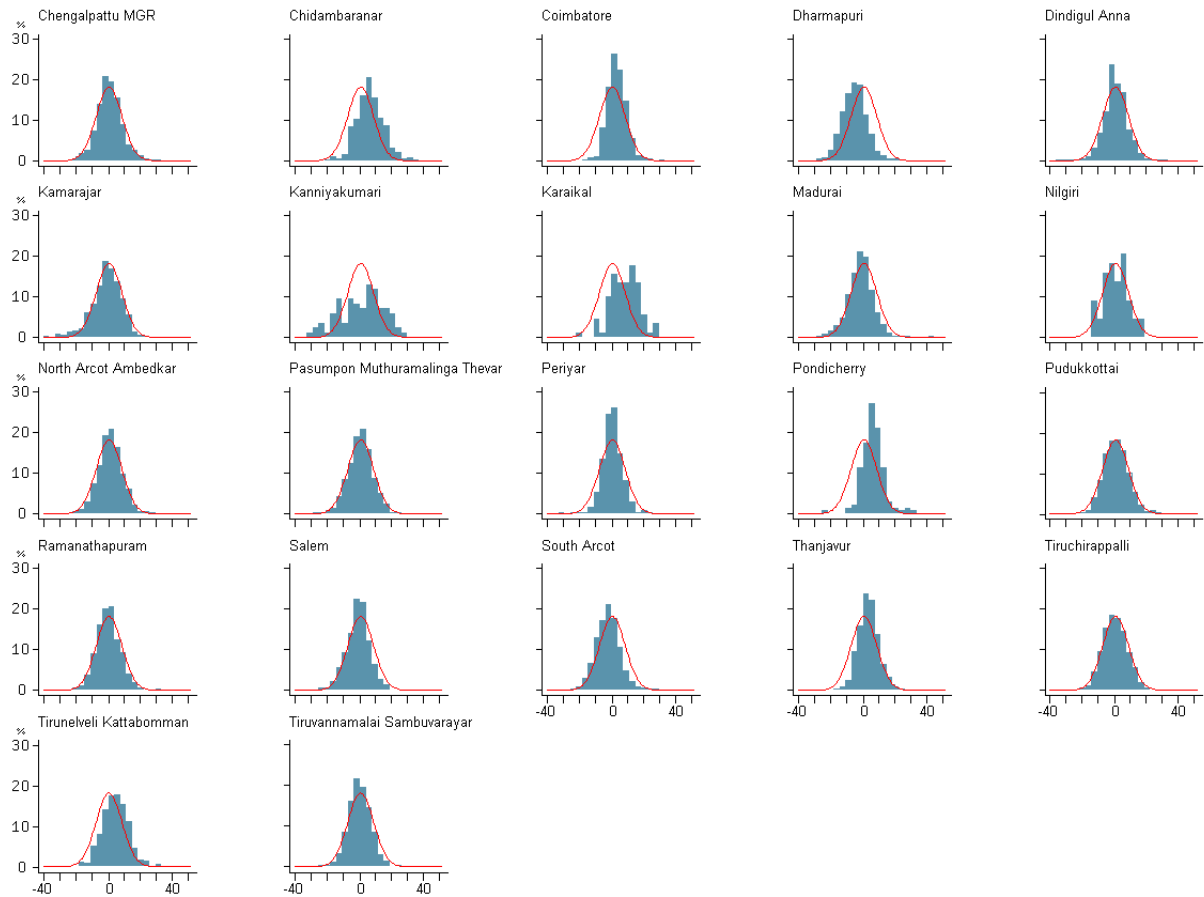 %
Chengalpattu MGR
Chidambaranar
Coimbatore
Dharmapuri
Dindigul Anna
30
20
10
0
%
Kamarajar
Kanniyakumari
Karaikal
Madurai
Nilgiri
30
20
10
0
%
North Arcot Ambedkar
Pasumpon Muthuramalinga Thevar
Periyar
Pondicherry
Pudukkottai
30
20
10
0
%
Ramanathapuram
Salem
South Arcot
Thanjavur
Tiruchirappalli
30
20
10
0
-40 0 40
-40 0 40
-40 0 40
%
Tirunelveli Kattabomman
Tiruvannamalai Sambuvarayar
30
20
10
0
-40 0 40
-40 0 40